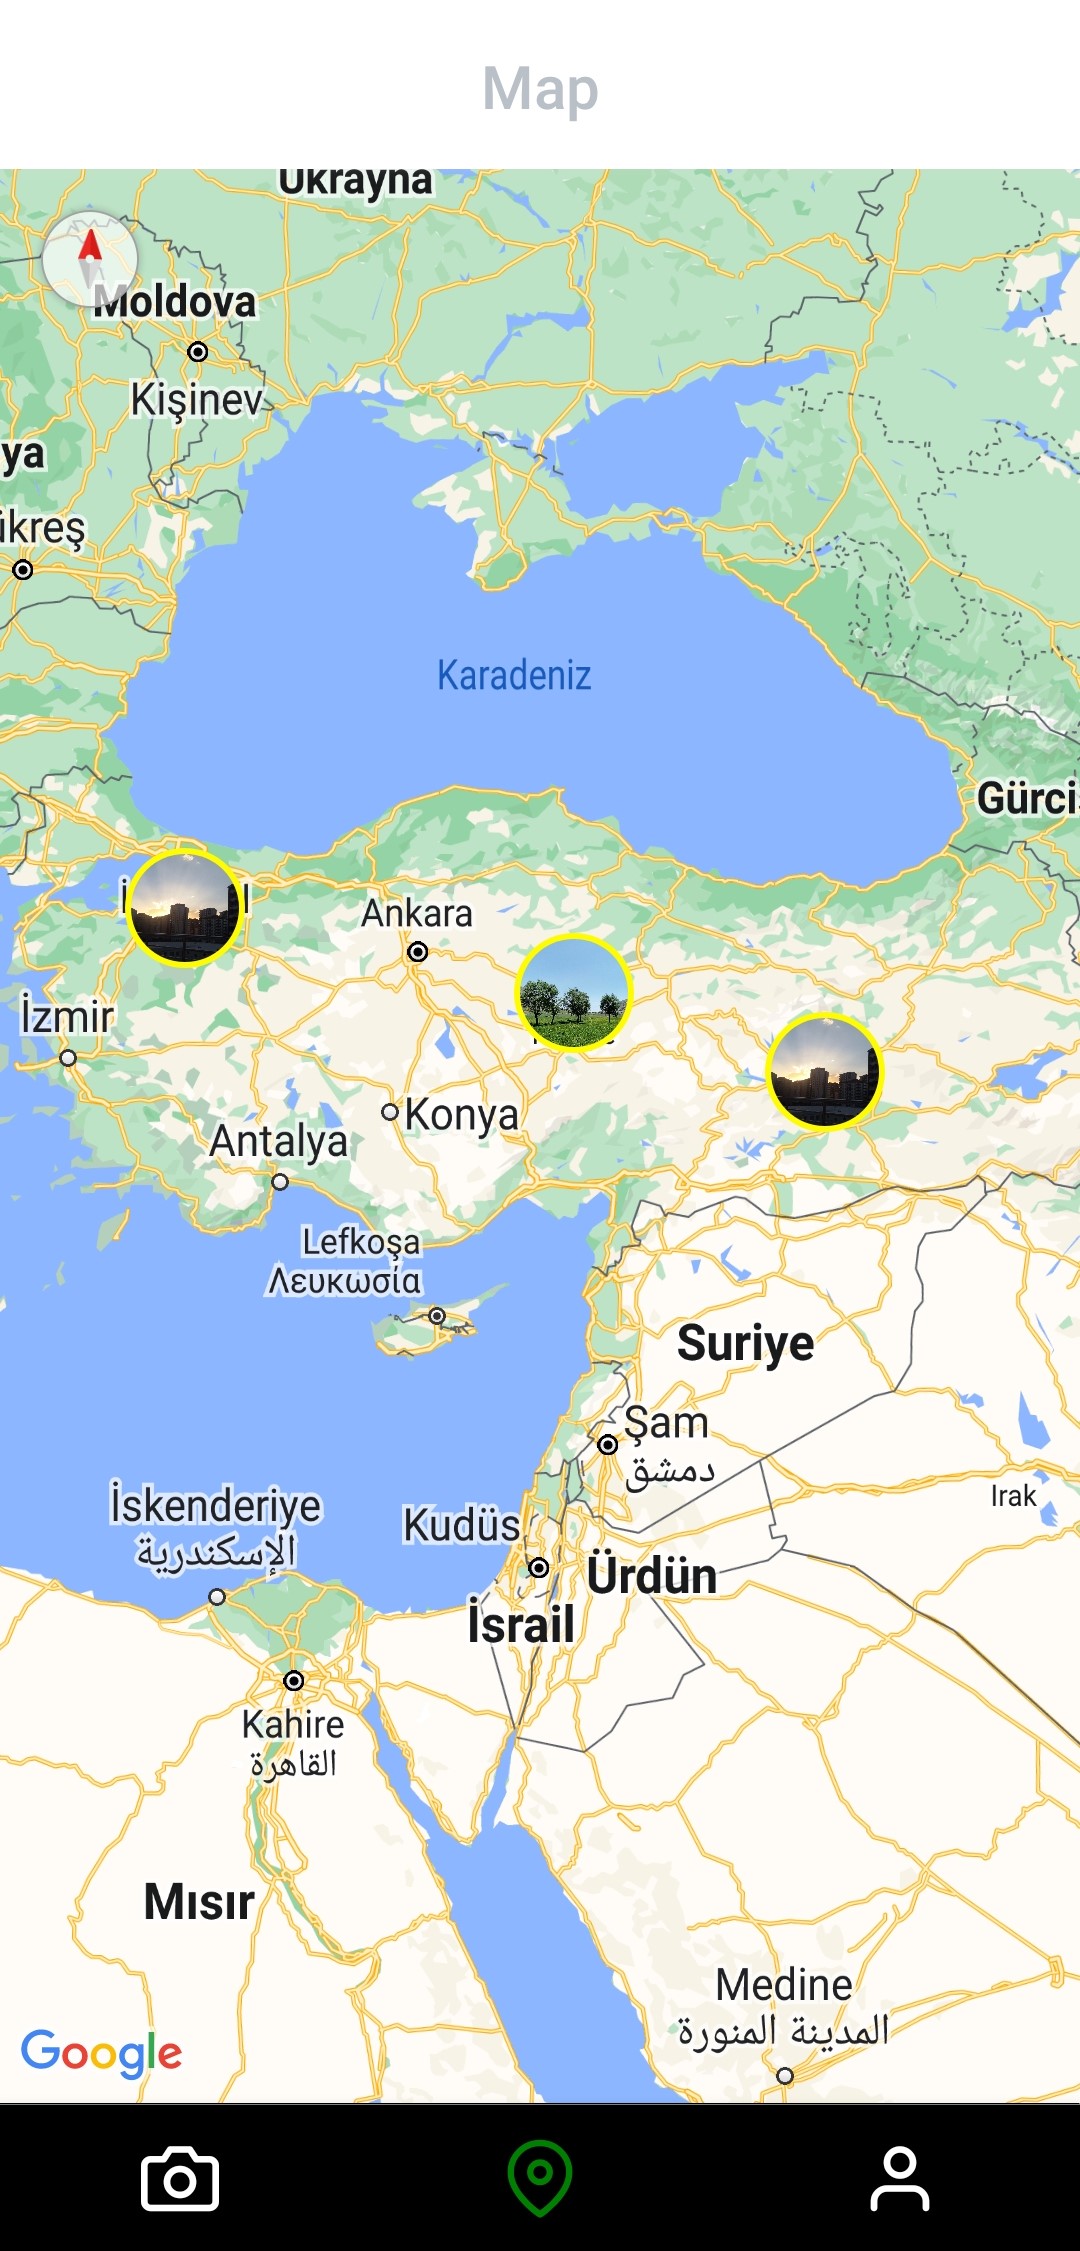 Map
Ukrayna
Moldova
Kişinev
ya
ikreş
Karadeniz
Gürci
Ankara
İzmir
Konya
Antalya
Lefkoşa
Λευκωσία
Suriye
Şam
دمشق
Irak
İskenderiye
الإسكندرية
Kudüs
Ürdün
İsrail
Kahire
القاهرة
Mısır
Medine
المدينة المنورة
Google